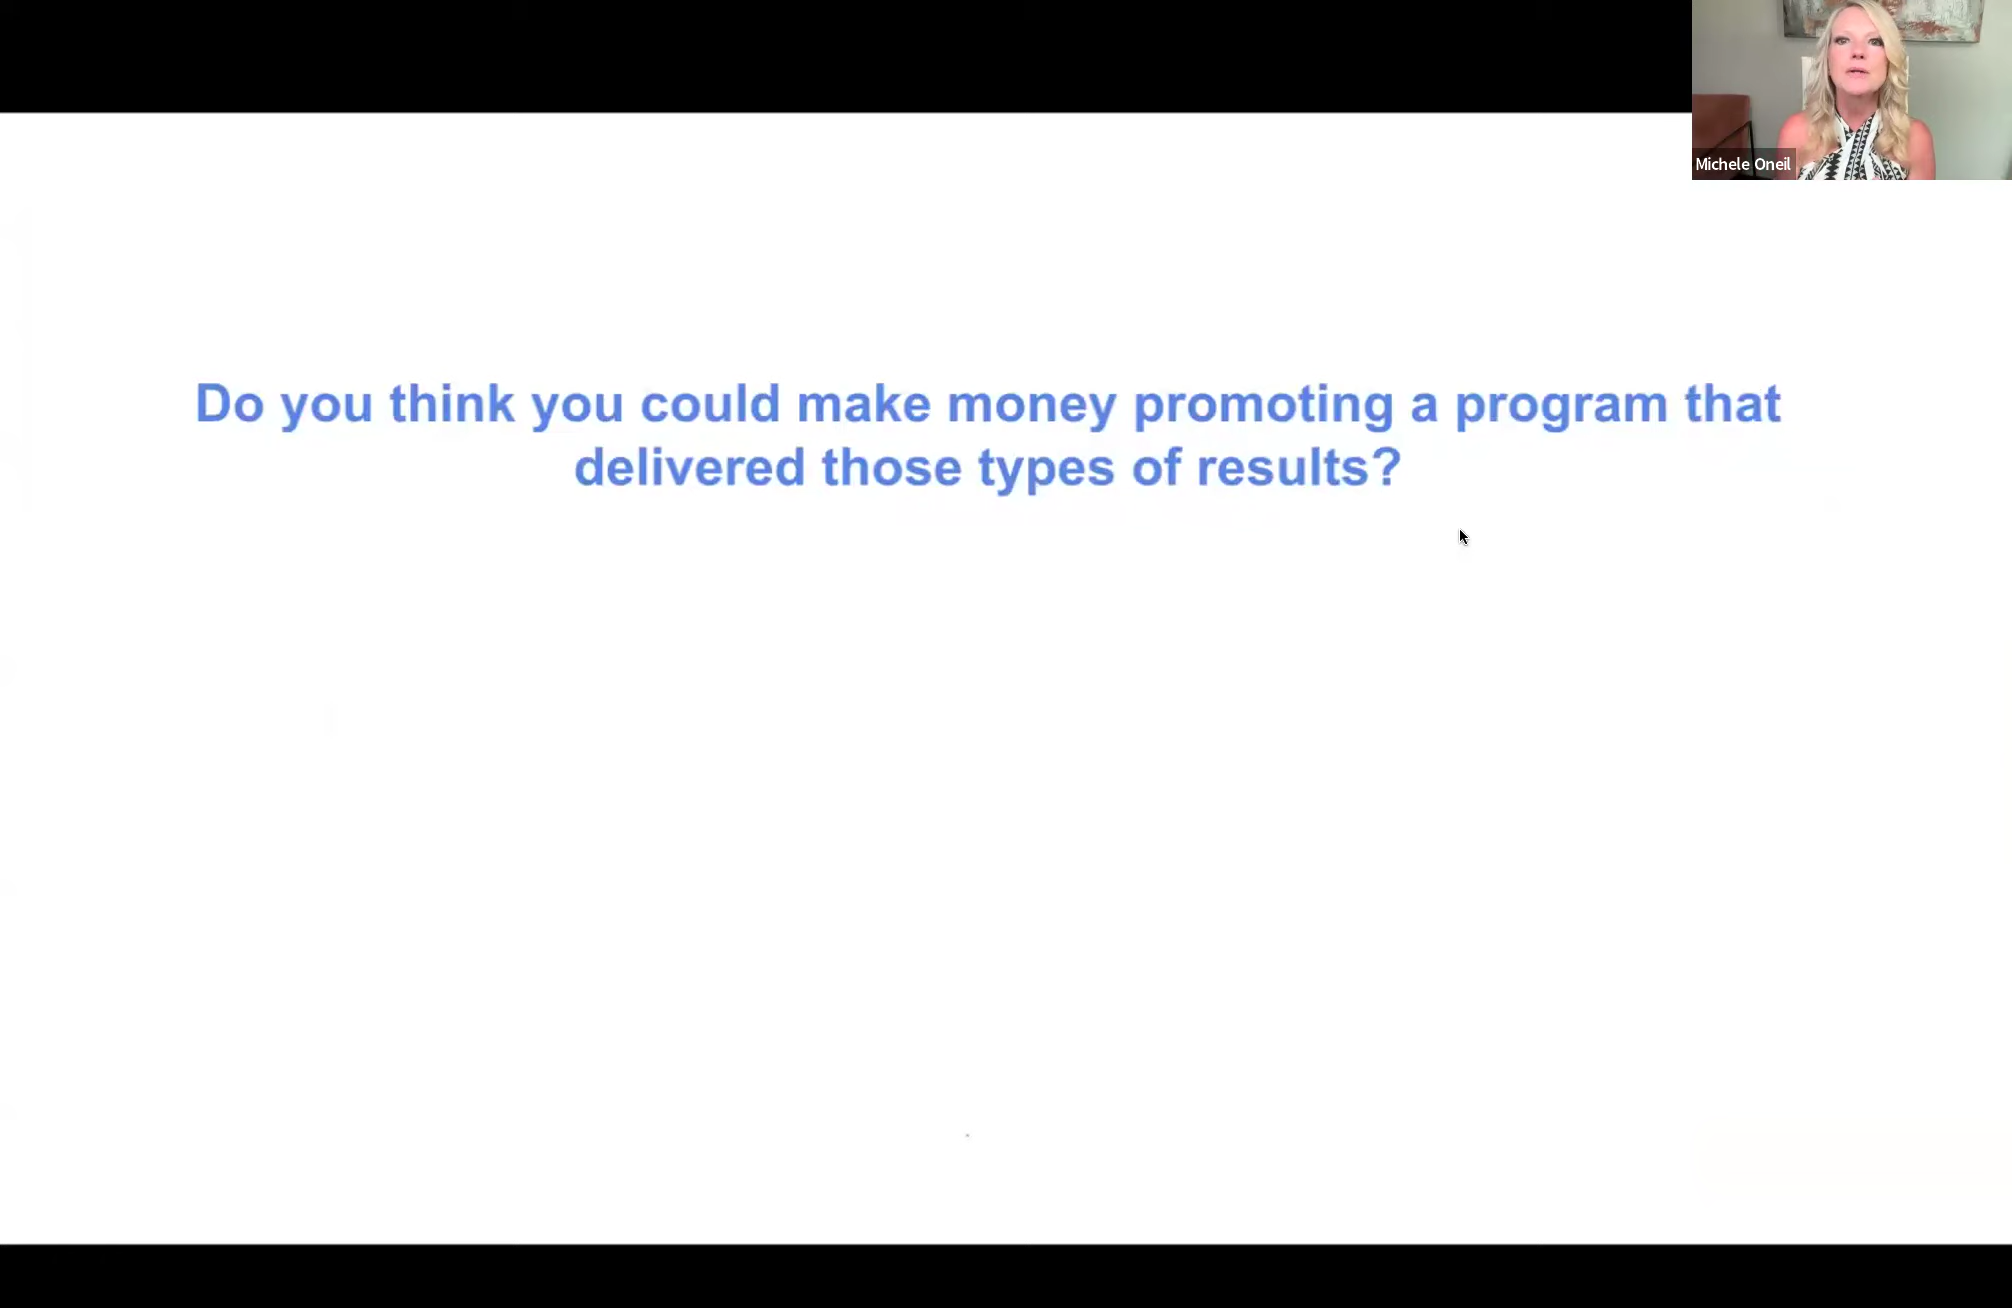 Michele Oneil
Do you think you could make money promoting a program that
delivered those types of results?